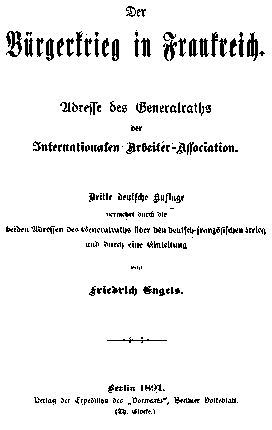 Der
Bürgerkrieg in Frankreich.
Adresse des Generalraths
der
Internationalen Arbeiter-Association.
Dritte deutsche Auflage
vermehrt durch die
beiden Adressen des Generalraths über den deutsch-französischen Krieg
und durch eine Einleitung
von
Friedrich Engels.
Berlin 1891.
Verlag der Expedition des „Vorwärts“, Berliner Volksblatt.
(Th. Glocke.)